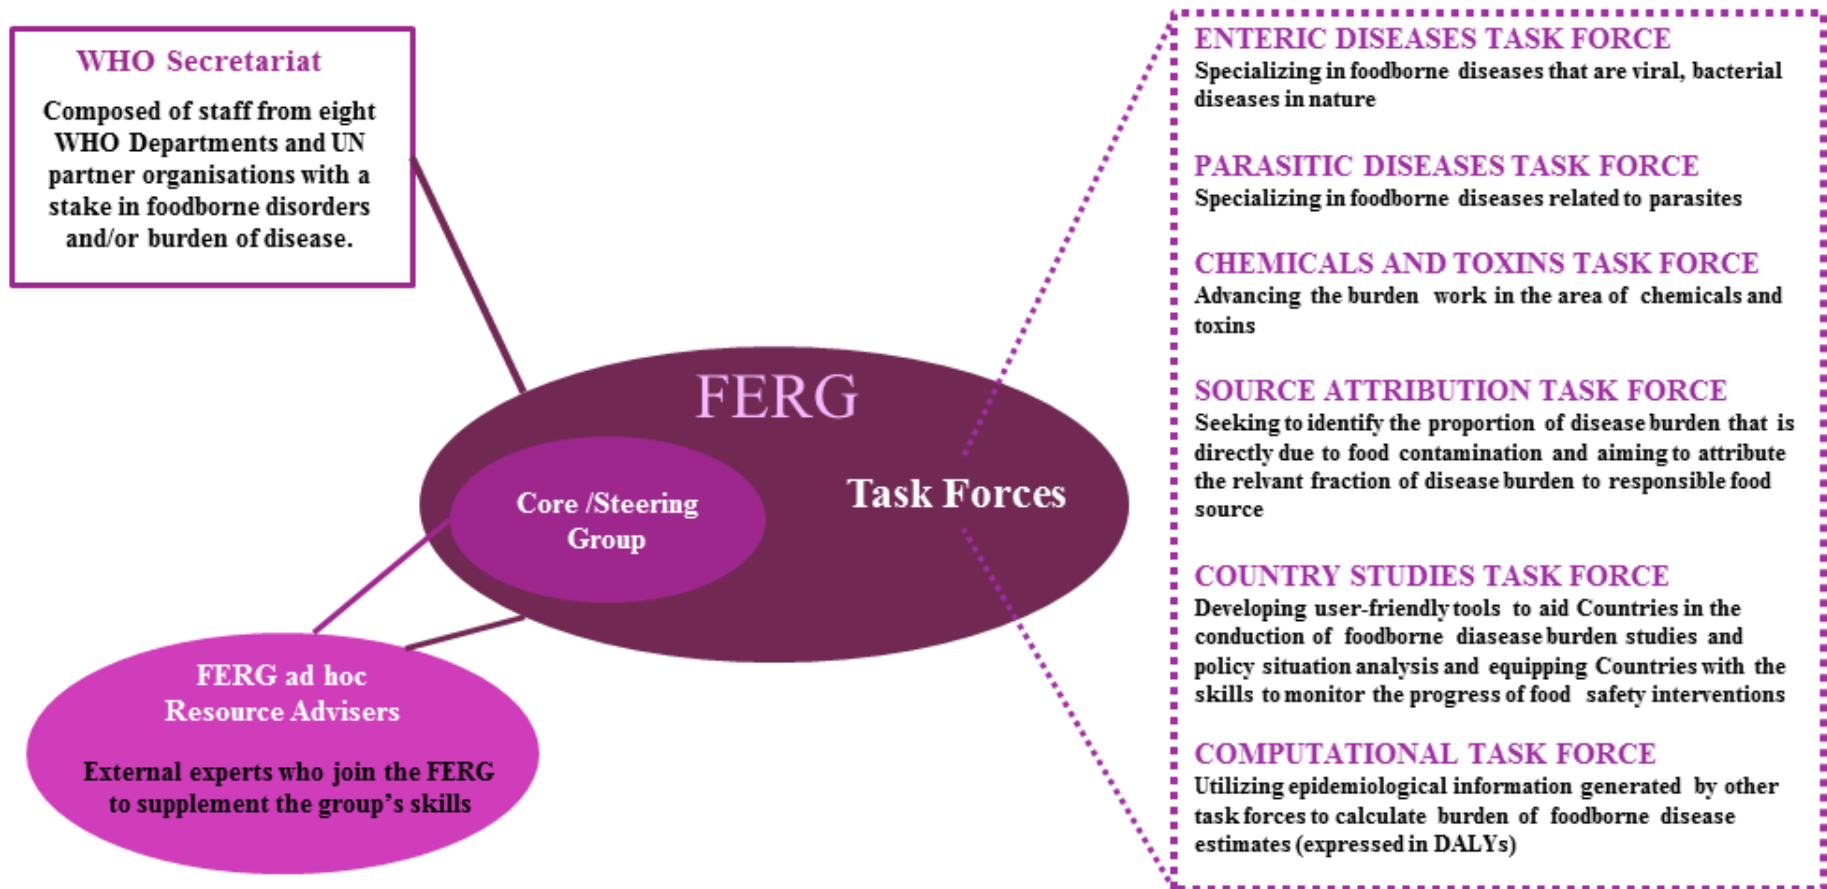 WHO Secretariat
Composed of staff from eight
WHO Departments and UN
partner organisations with a
stake in foodborne disorders
and/or burden of disease.
FERG
Core /Steering
Group
Task Forces
FERG ad hoc
Resource Advisers
External experts who join the FERG
to supplement the group's skills
ENTERIC DISEASES TASK FORCE
Specializing in foodborne diseases that are viral, bacterial
diseases in nature
PARASITIC DISEASES TASK FORCE
Specializing in foodborne diseases related to parasites
CHEMICALS AND TOXINS TASK FORCE
Advancing the burden work in the area of chemicals and
toxins
SOURCE ATTRIBUTION TASK FORCE
Seeking to identify the proportion of disease burden that is
directly due to food contamination and aiming to attribute
the relvant fraction of disease burden to responsible food
source
COUNTRY STUDIES TASK FORCE
Developing user-friendly tools to aid Countries in the
conduction of foodborne diasease burden studies and
policy situation analysis and equipping Countries with the
skills to monitor the progress of food safety interventions
COMPUTATIONAL TASK FORCE
Utilizing epidemiological information generated by other
task forces to calculate burden of foodborne disease
estimates (expressed in DALYs)